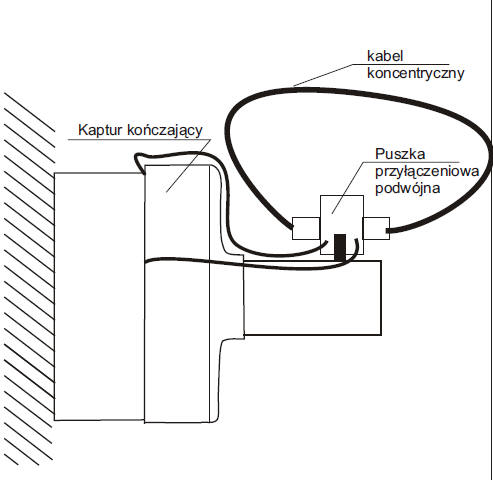 kabel
koncentryczny
Kaptur kończający
Puszka
przyłączeniowa
podwójna